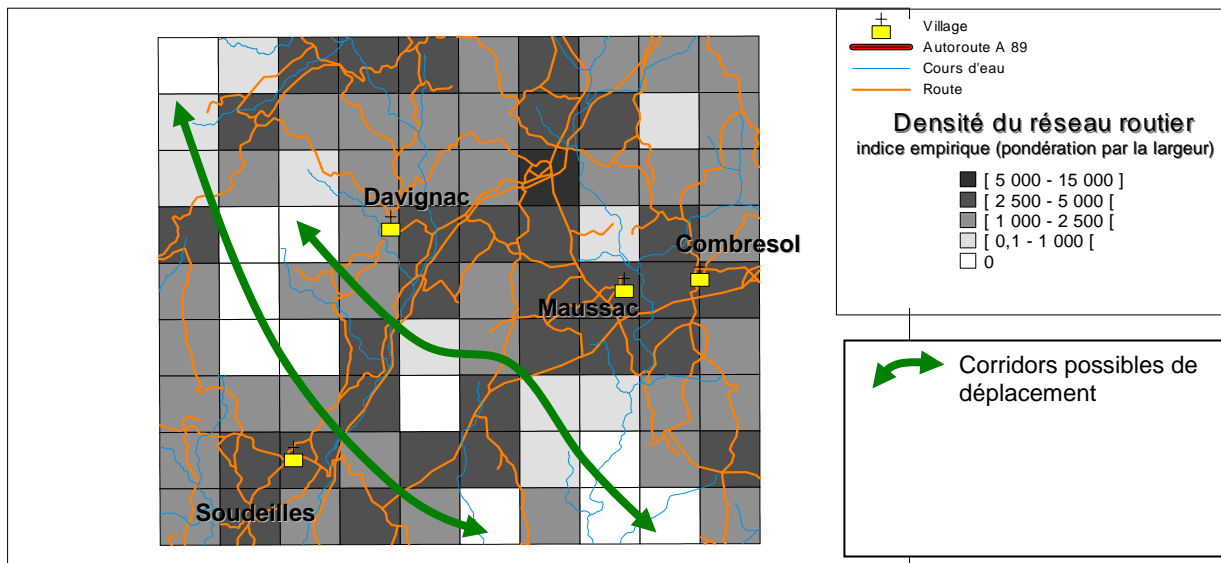 Davignac
Combresol
Maussac
Soudeilles
Village
Autoroute A 89
Cours d'eau
Route
Densité du réseau routier
indice empirique (pondération par la largeur)
[ 5 000 - 15 000 ]
[ 2 500 - 5 000 [
[ 1 000 - 2 500 [
[ 0,1 - 1 000 [
0
Corridors possibles de
déplacement